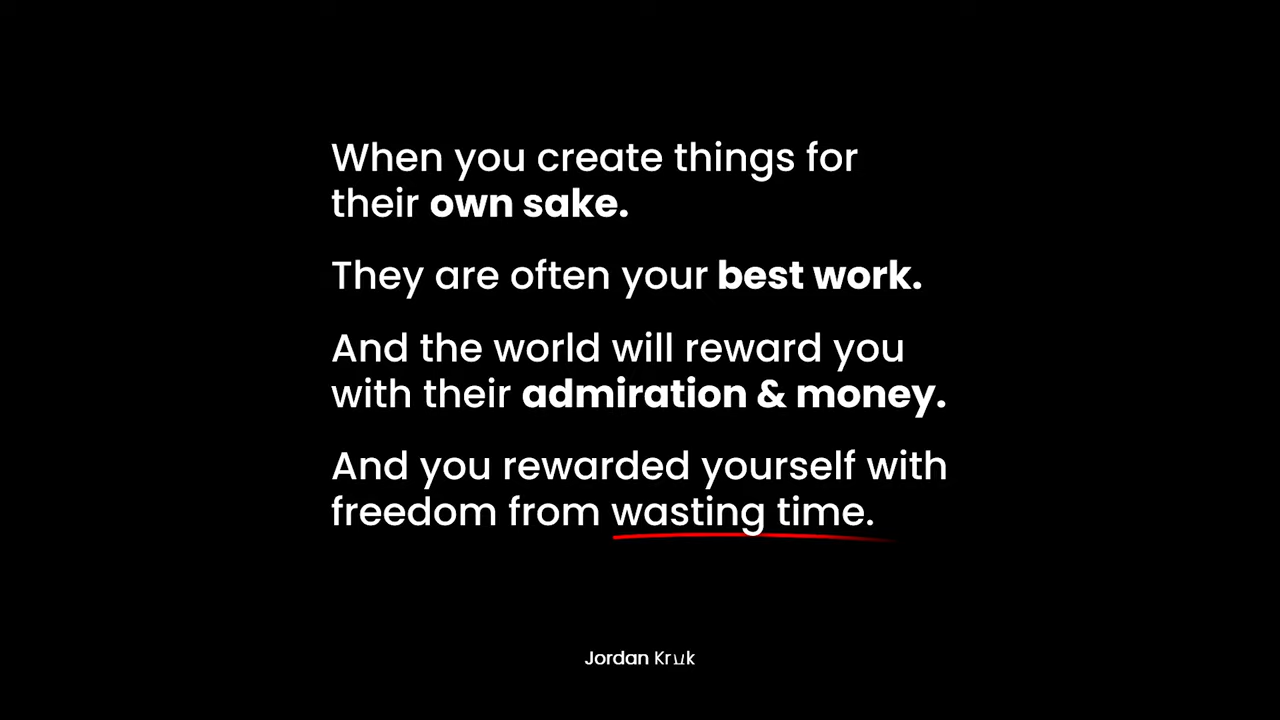 When you create things for
their own sake.
They are often your best work.
And the world will reward you
with their admiration & money.
And you rewarded yourself with
freedom from wasting time.
Jordan Kruk